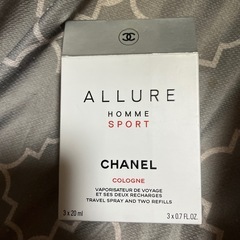 ALLURE
HOMME
SPORT
CHANEL
COLOGNE
VAPORISATEUR DE VOYAGE
ET SES DEUX RECHARGES
TRAVEL SPRAY AND TWO REFILLS
3 x 20 ml 3 x 0.7 FL.OZ.